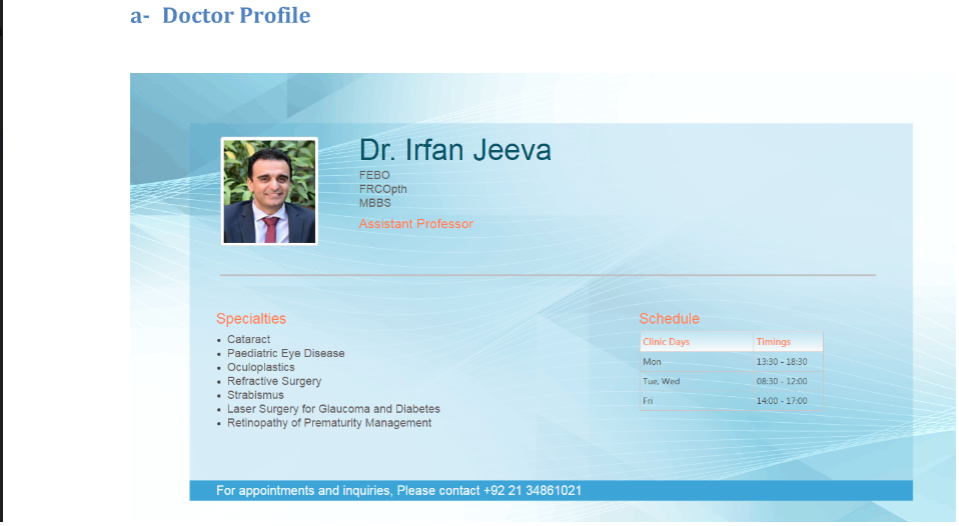 a- Doctor Profile
Dr. Irfan Jeeva
FEBO
FRCOpth
MBBS
Assistant Professor
Specialties
• Cataract
• Paediatric Eye Disease
• Oculoplastics
• Refractive Surgery
• Strabismus
• Laser Surgery for Glaucoma and Diabetes
• Retinopathy of Prematurity Management
Schedule
Clinic Days Timings
Mon 13:30 - 18:30
Tue, Wed 08:30 - 12:00
Fri 14:00 - 17:00
For appointments and inquiries, Please contact +92 21 34861021